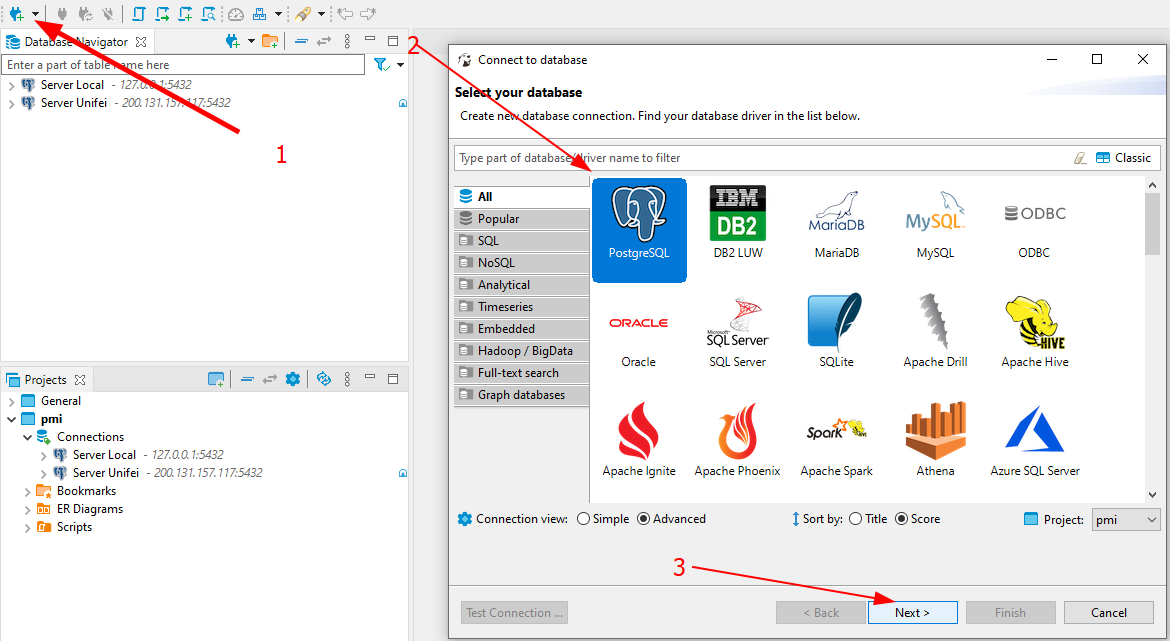 Database Navigator
Enter a part of table name here
Server Local - 127.0.0.1:5432
Server Unifei - 200.131.157.117:5432
1
2
Connect to database
Select your database
Create new database connection. Find your database driver in the list below.
Type part of database/driver name to filter
Classic
All
Popular
SQL
NoSQL
Analytical
Timeseries
Embedded
Hadoop / BigData
Full-text search
Graph databases
IBM
DB2
MariaDB
MySQL
ODBC
PostgreSQL
DB2 LUW
MariaDB
MySQL
ODBC
ORACLE
Microsoft
SQL Server
HIVE
Oracle
SQL Server
SQLite
Apache Drill
Apache Hive
Spark
HIVE
Apache Ignite
Apache Phoenix
Apache Spark
Athena
Azure SQL Server
Connection view: Simple Advanced
Sort by: Title Score
Project: pmi
3
Test Connection ...
< Back
Next >
Finish
Cancel
Projects
General
pmi
Connections
Server Local - 127.0.0.1:5432
Server Unifei - 200.131.157.117:5432
Bookmarks
ER Diagrams
Scripts